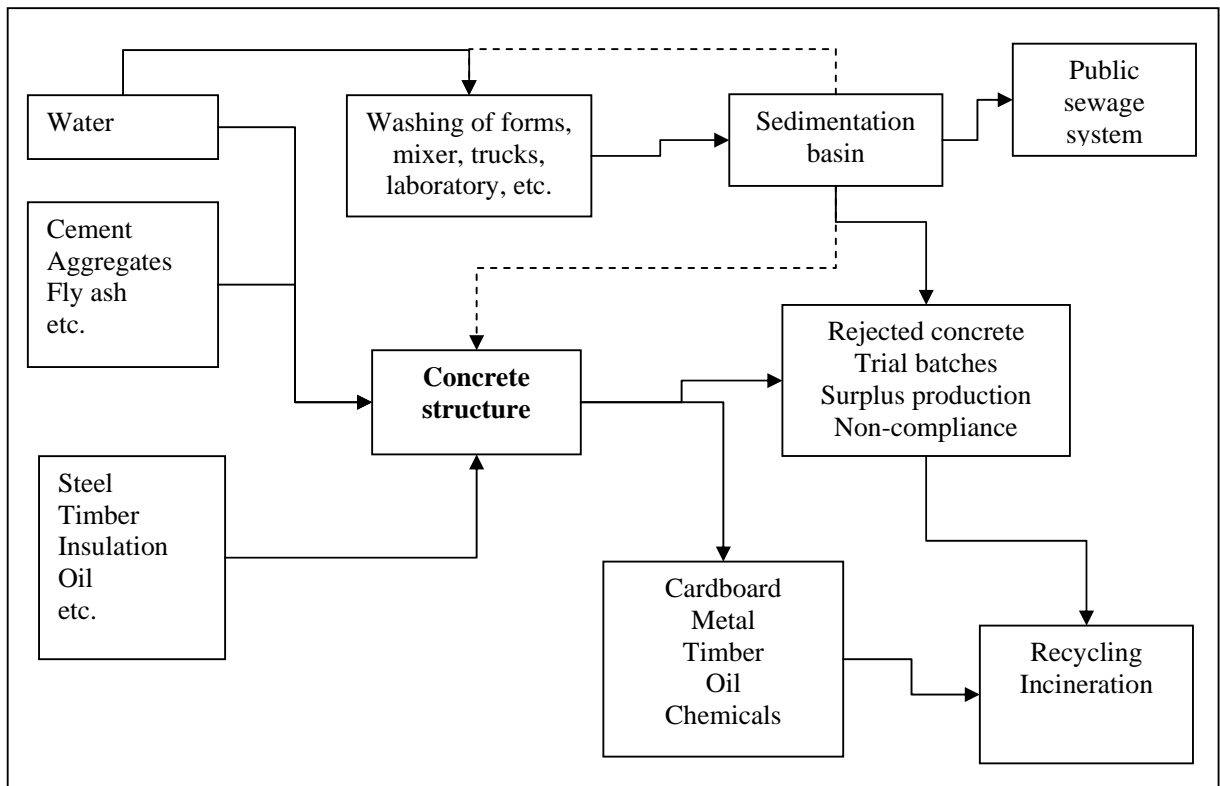 Water
Washing of forms,
mixer, trucks,
laboratory, etc.
Sedimentation
basin
Public
sewage
system
Cement
Aggregates
Fly ash
etc.
Concrete
structure
Rejected concrete
Trial batches
Surplus production
Non-compliance
Steel
Timber
Insulation
Oil
etc.
Cardboard
Metal
Timber
Oil
Chemicals
Recycling
Incineration